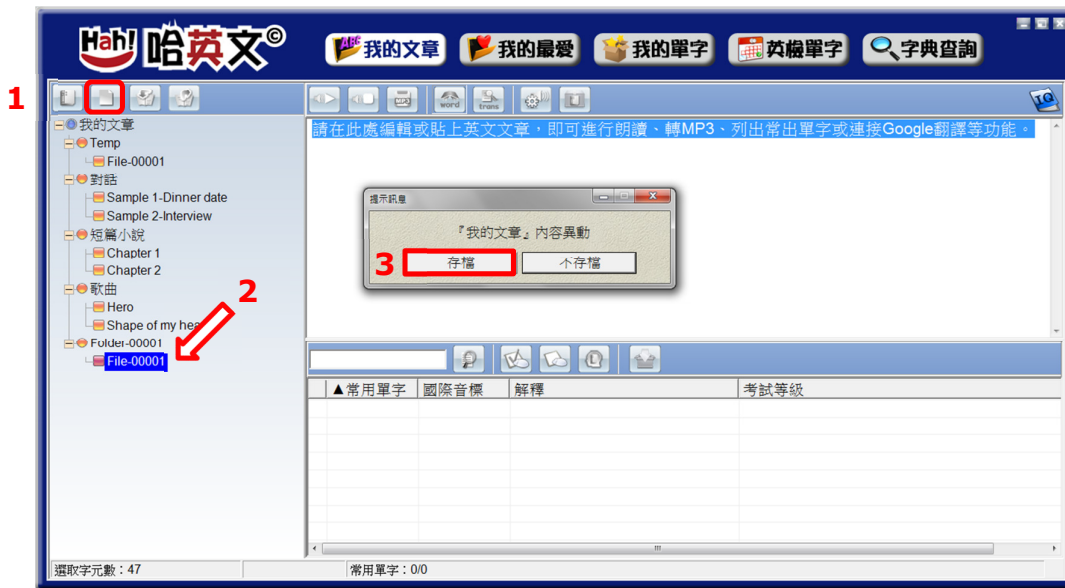 Hah! 哈英文©
ABC 我的文章 我的最愛 我的單字 英檢單字 字典查詢
1
word trans
我的文章
Temp
File-00001
對話
Sample 1-Dinner date
Sample 2-Interview
短篇小說
Chapter 1
Chapter 2
歌曲
Hero
Shape of my hea
Folder-00001
File-00001
2
請在此處編輯或貼上英文文章，即可進行朗讀、轉MP3、列出常出單字或連接Google翻譯等功能。
提示訊息
『我的文章』內容異動
3
存檔 不存檔
▲常用單字 國際音標 解釋 考試等級
選取字元數：47 常用單字：0/0